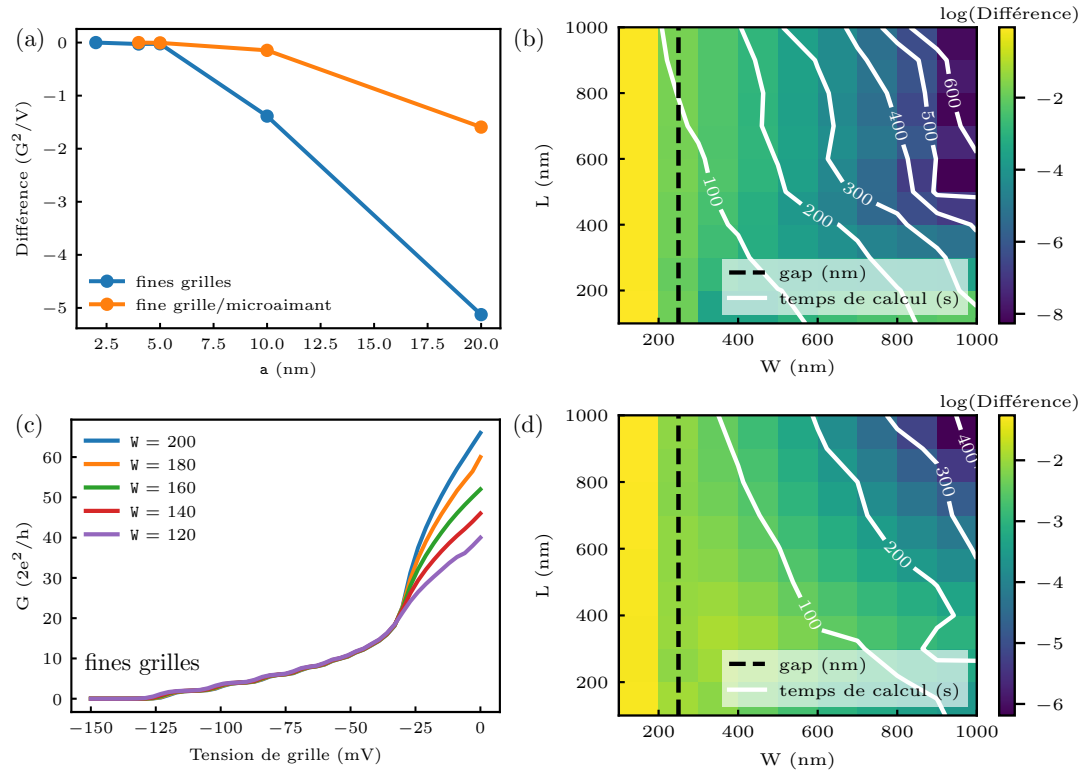 (a)
Différence (G²/V)
0
−1
−2
−3
−4
−5
fines grilles
fine grille/microaimant
2.5 5.0 7.5 10.0 12.5 15.0 17.5 20.0
a (nm)
(b)
log(Différence)
L (nm)
1000
800
600
400
200
100
200
300
400
500
600
gap (nm)
temps de calcul (s)
200 400 600 800 1000
W (nm)
−2
−4
−6
−8
(c)
G (2e²/h)
60
50
40
30
20
10
0
W = 200
W = 180
W = 160
W = 140
W = 120
fines grilles
−150 −125 −100 −75 −50 −25 0
Tension de grille (mV)
(d)
log(Différence)
L (nm)
1000
800
600
400
200
100
200
300
400
gap (nm)
temps de calcul (s)
200 400 600 800 1000
W (nm)
−2
−3
−4
−5
−6